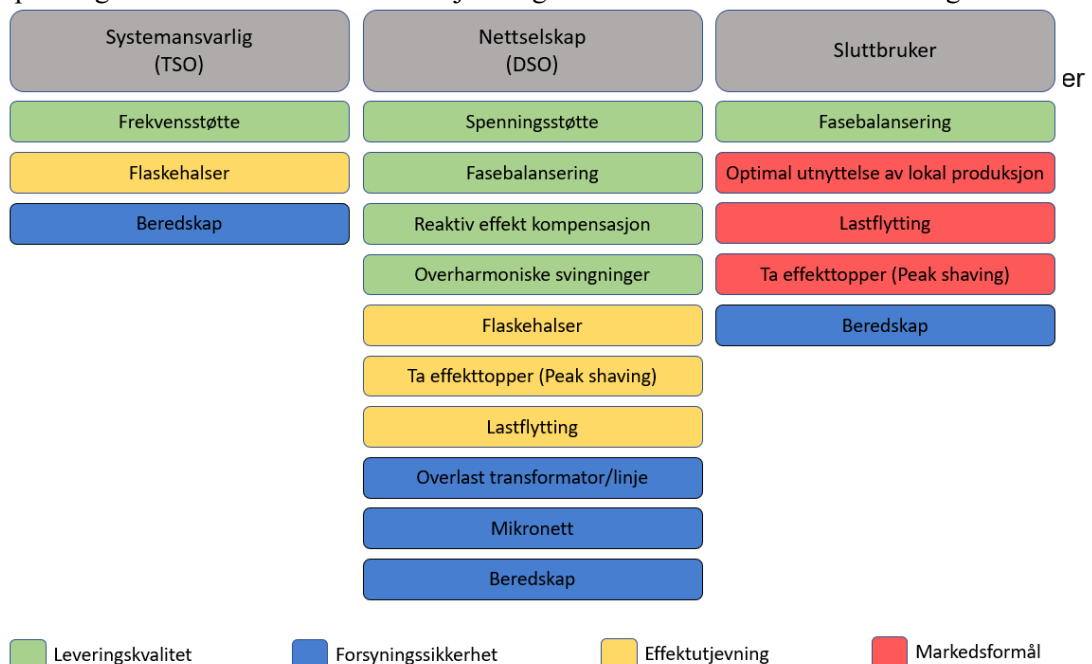 Systemansvarlig
(TSO)
Nettselskap
(DSO)
Sluttbruker
er
Frekvensstøtte
Spenningsstøtte
Fasebalansering
Flaskehalser
Fasebalansering
Optimal utnyttelse av lokal produksjon
Beredskap
Reaktiv effekt kompensasjon
Lastflytting
Overharmoniske svingninger
Ta effekttopper (Peak shaving)
Flaskehalser
Beredskap
Ta effekttopper (Peak shaving)
Lastflytting
Overlast transformator/linje
Mikronett
Beredskap
Leveringskvalitet
Forsyningssikkerhet
Effektutjevning
Markedsformål